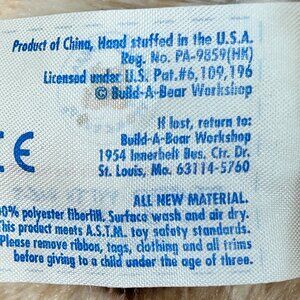 Product of China, Hand stuffed in the U.S.A.
Reg. No. PA-9859(HK)
Licensed under U.S. Pat.#6,109,196
© Build-A-Bear Workshop
CE
If lost, return to:
Build-A-Bear Workshop
1954 Innerbelt Bus. Ctr. Dr.
St. Louis, Mo. 63114-5760
ALL NEW MATERIAL.
00% polyester fiberfill. Surface wash and air dry.
This product meets A.S.T.M. toy safety standards.
Please remove ribbon, tags, clothing and all trims
before giving to a child under the age of three.